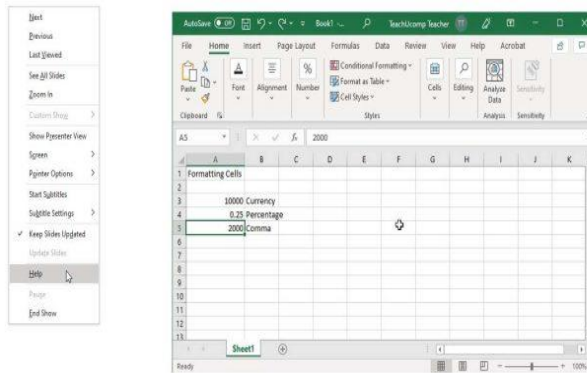 Next
Previous
Last Viewed
See All Slides
Zoom In
Custom Show
Show Presenter View
Screen
Pointer Options
Start Subtitles
Subtitle Settings
Keep Slides Updated
Update Slides
Help
Pause
End Show
AutoSave Off Book1 TeachUcomp Teacher TT
File Home Insert Page Layout Formulas Data Review View Help Acrobat
Paste Font Alignment Number Conditional Formatting Format as Table Cell Styles Cells Editing Analyze Data Sensitivity
Clipboard Styles Analysis Sensitivity
A5 fx 2000
A B C D E F G H I J K
1 Formatting Cells
2
3 10000 Currency
4 0.25 Percentage
5 2000 Comma
6
7
8
9
10
11
12
13
Sheet1
Ready 100%